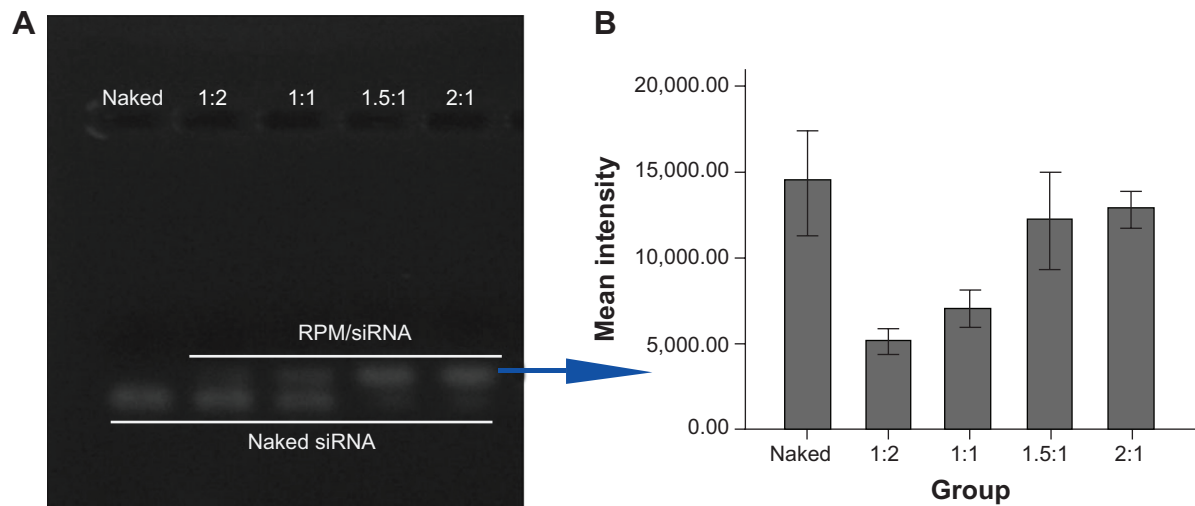 A
Naked 1:2 1:1 1.5:1 2:1
RPM/siRNA
Naked siRNA
B
Mean intensity
20,000.00
15,000.00
10,000.00
5,000.00
0.00
Naked 1:2 1:1 1.5:1 2:1
Group